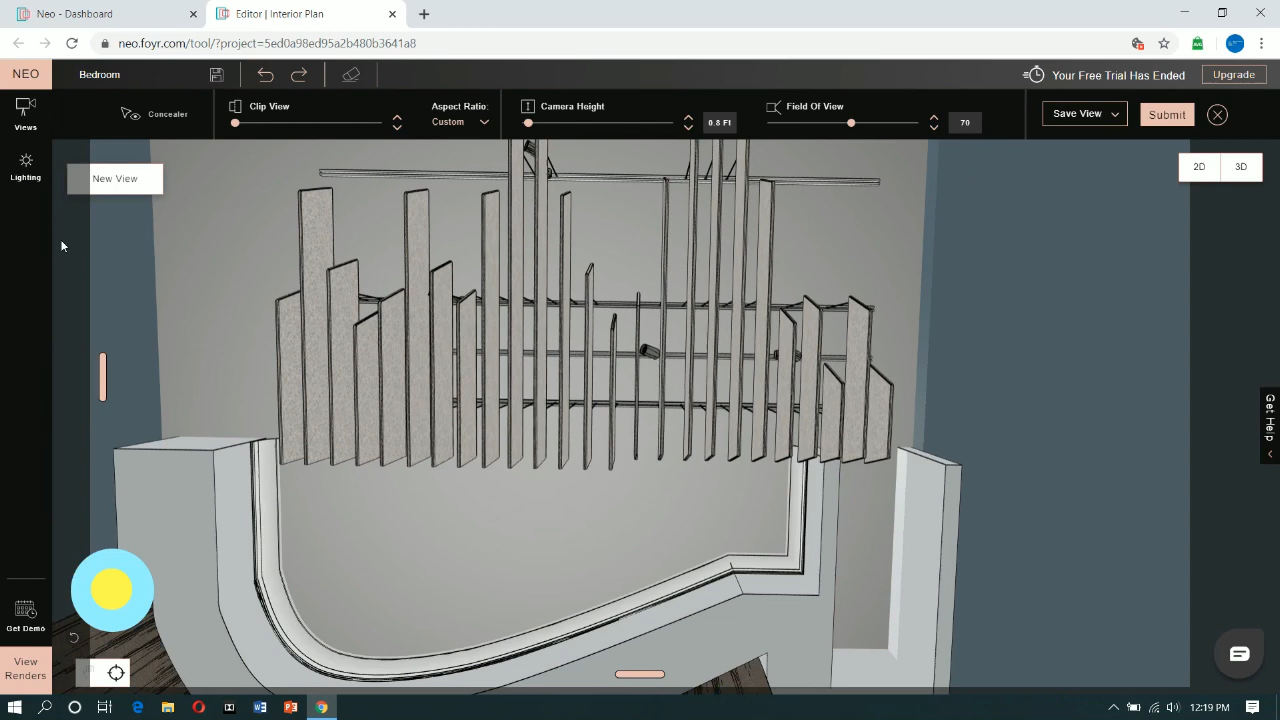 Neo - Dashboard
Editor | Interior Plan
neo.foyr.com/tool/?project=5ed0a98ed95a2b480b3641a8
NEO
Bedroom
Your Free Trial Has Ended
Upgrade
Views
Concealer
Clip View
Aspect Ratio:
Custom
Camera Height
0.8 Ft
Field Of View
70
Save View
Submit
Lighting
New View
2D
3D
Get Help
Get Demo
View
Renders
12:19 PM